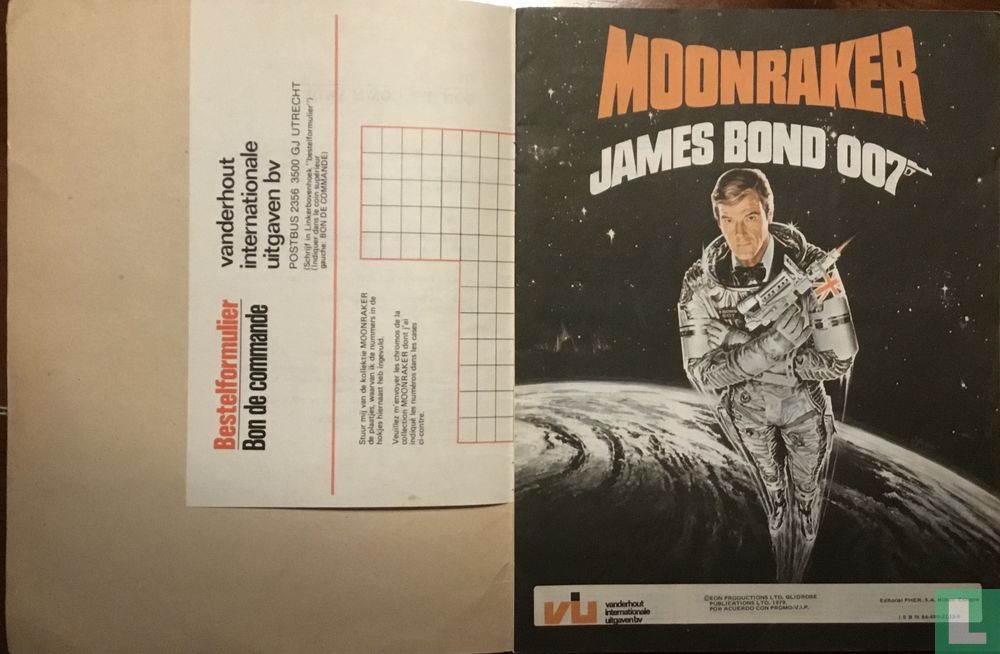 Bestelformulier
Bon de commande
vanderhout
internationale
uitgaven bv
POSTBUS 2356 3500 GJ UTRECHT
(Schrijf in Linkerbovenhoek "bestelformulier")
(Indiquer dans le coin supérieur
gauche: BON DE COMMANDE)
Stuur mij van de kollektie MOONRAKER
de plaatjes, waarvan ik de nummers in de
hokjes hiernaast heb ingevuld.
Veuillez m'envoyer les chromos de la
collection MOONRAKER dont j'ai
indiqué les numéros dans les cases
ci-contre.
MOONRAKER
JAMES BOND 007
viu
vanderhout
internationale
uitgaven bv
©EON PRODUCTIONS LTD, GLIDROSE
PUBLICATIONS LTD, 1979.
POR ACUERDO CON PROMO-V.I.P.
Editorial FHER, S.A.
ISBN 84-
L